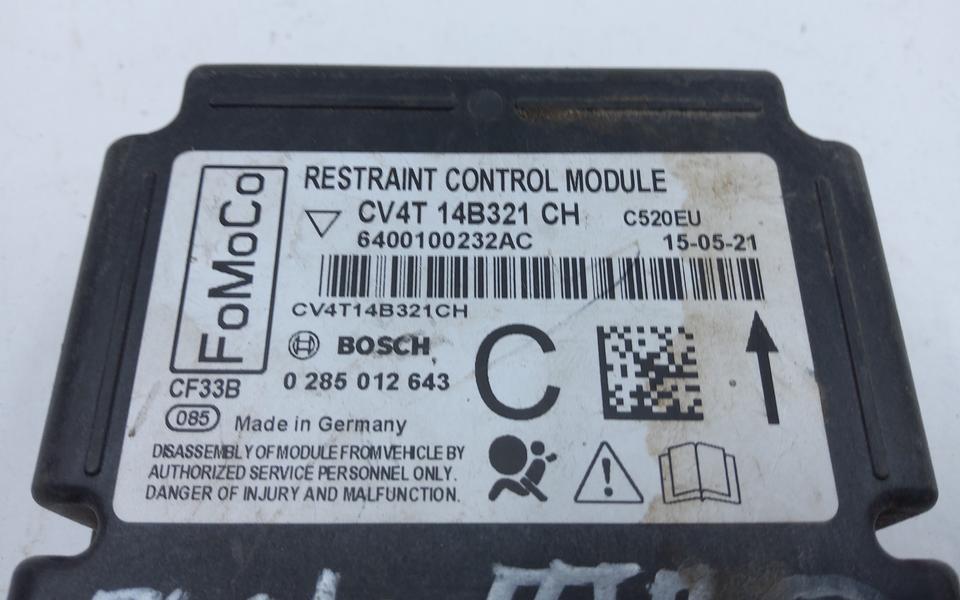 FoMoCo
RESTRAINT CONTROL MODULE
CV4T 14B321 CH C520EU
6400100232AC 15-05-21
CV4T14B321CH
BOSCH
0 285 012 643
C
CF33B
085 Made in Germany
DISASSEMBLY OF MODULE FROM VEHICLE BY
AUTHORIZED SERVICE PERSONNEL ONLY.
DANGER OF INJURY AND MALFUNCTION.